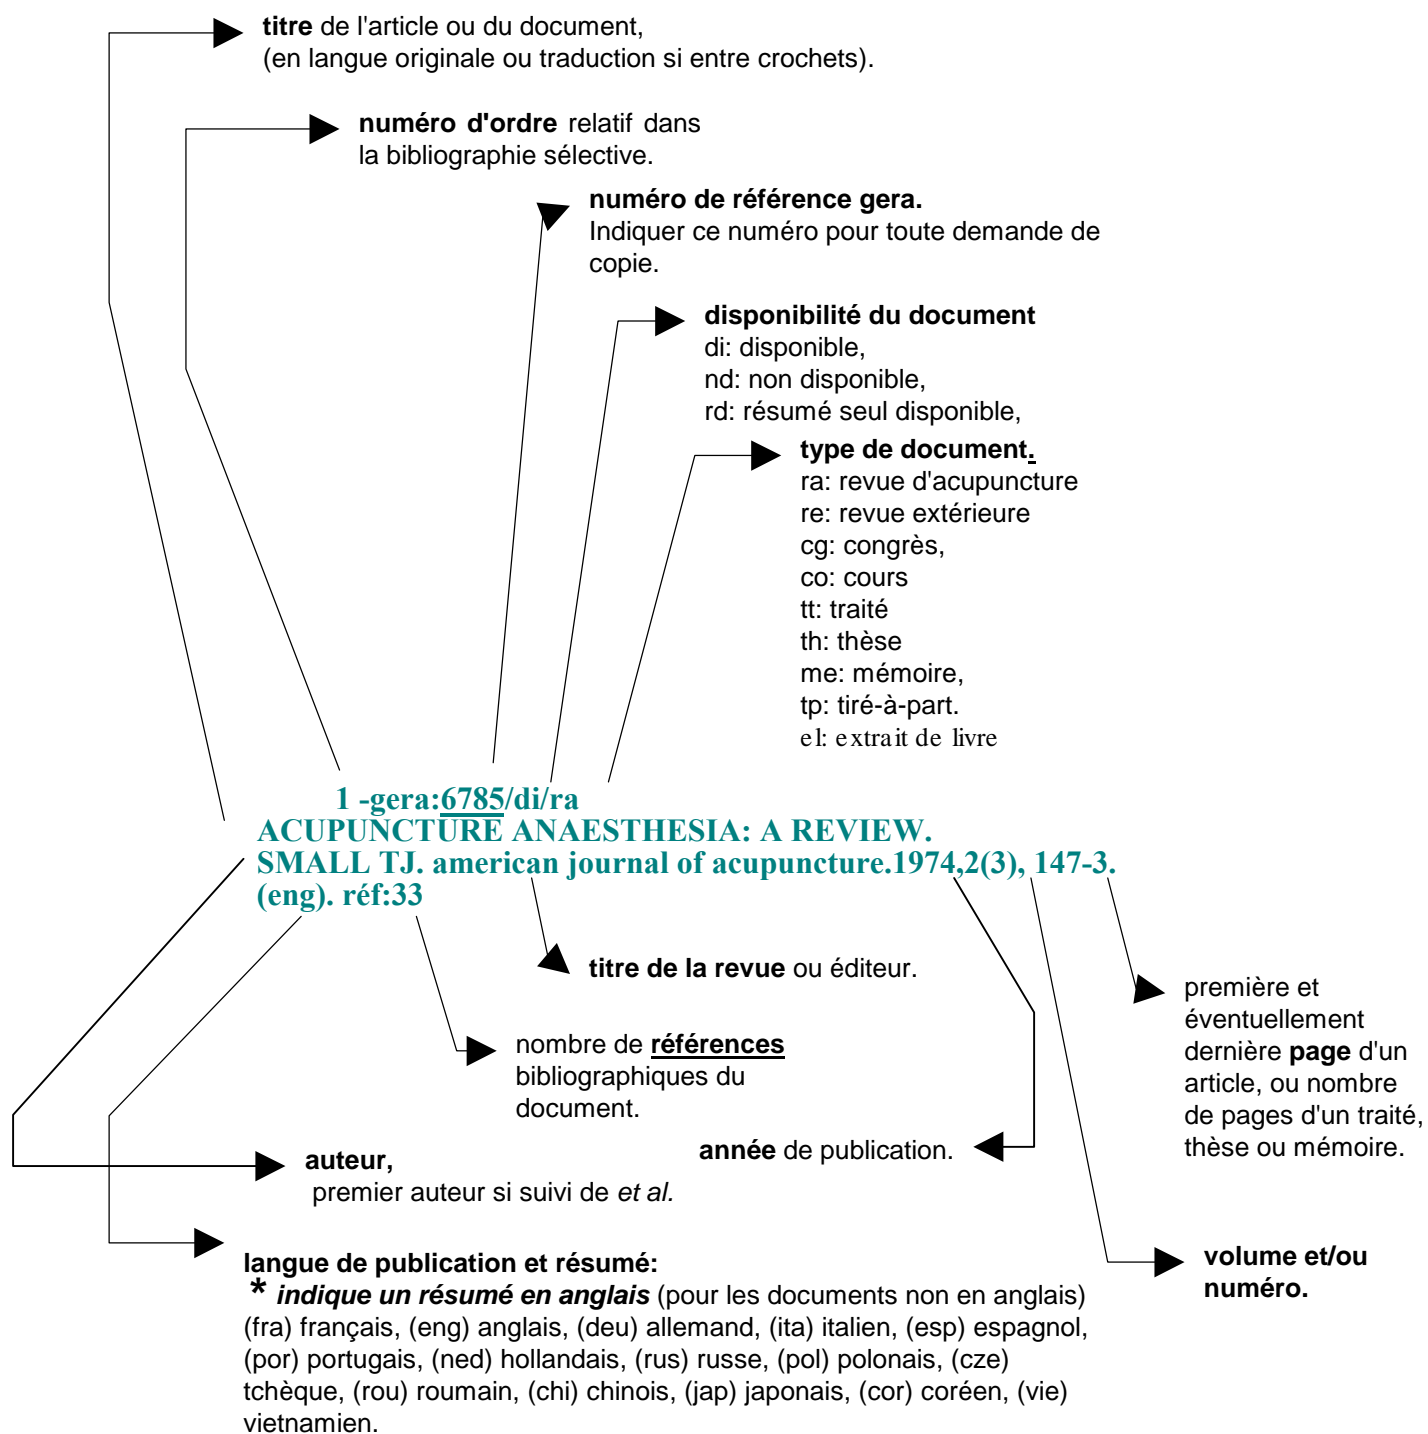 titre de l'article ou du document,
(en langue originale ou traduction si entre crochets).
numéro d'ordre relatif dans
la bibliographie sélective.
numéro de référence gera.
Indiquer ce numéro pour toute demande de
copie.
disponibilité du document
di: disponible,
nd: non disponible,
rd: résumé seul disponible,
type de document.
ra: revue d'acupuncture
re: revue extérieure
cg: congrès,
co: cours
tt: traité
th: thèse
me: mémoire,
tp: tiré-à-part.
el: extrait de livre
1 -gera:6785/di/ra
ACUPUNCTURE ANAESTHESIA: A REVIEW.
SMALL TJ. american journal of acupuncture.1974,2(3), 147-3.
(eng). réf:33
titre de la revue ou éditeur.
première et
éventuellement
dernière page d'un
article, ou nombre
de pages d'un traité,
thèse ou mémoire.
nombre de références
bibliographiques du
document.
année de publication.
auteur,
premier auteur si suivi de et al.
langue de publication et résumé:
* indique un résumé en anglais (pour les documents non en anglais)
(fra) français, (eng) anglais, (deu) allemand, (ita) italien, (esp) espagnol,
(por) portugais, (ned) hollandais, (rus) russe, (pol) polonais, (cze)
tchèque, (rou) roumain, (chi) chinois, (jap) japonais, (cor) coréen, (vie)
vietnamien.
volume et/ou
numéro.